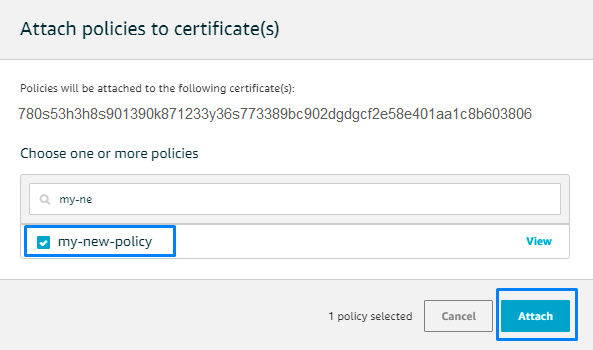 Attach policies to certificate(s)
Policies will be attached to the following certificate(s):
780s53h3h8s901390k871233y36s773389bc902dgdgcf2e58e401aa1c8b603806
Choose one or more policies
my-ne
my-new-policy View
1 policy selected Cancel Attach